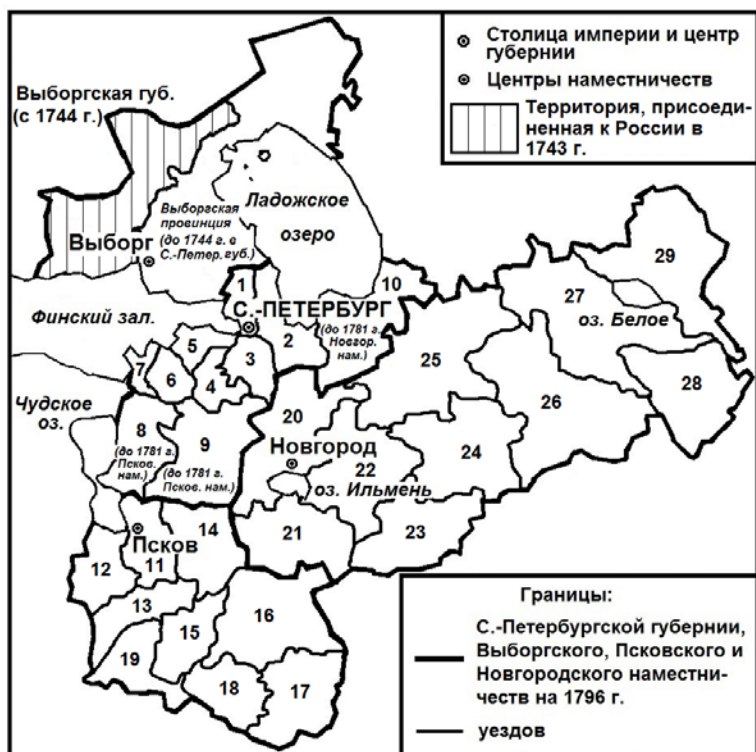 Столица империи и центр
губернии
Центры наместничеств
Территория, присоеди-
ненная к России в
1743 г.
Выборгская губ.
(с 1744 г.)
Ладожское
озеро
Выборгская
провинция
(до 1744 г. в
С.-Петер. губ.)
Выборг
29
10
1
С.-ПЕТЕРБУРГ
27
Финский зал.
(до 1781 г.
Новгор.
нам.)
оз. Белое
5
2
3
25
7
6
4
28
Чудское
оз.
26
20
8
9
(до 1781 г.
Псков.
нам.)
(до 1781 г.
Псков. нам.)
Новгород
22
24
оз. Ильмень
23
14
21
Псков
12
11
13
16
15
19
18
17
Границы:
С.-Петербургской губернии,
Выборгского, Псковского и
Новгородского наместни-
честв на 1796 г.
уездов